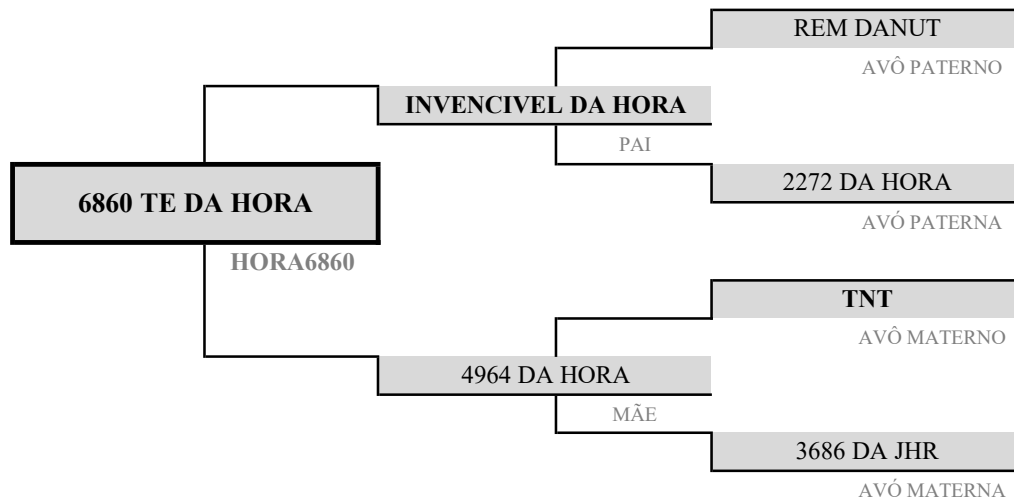 REM DANUT
AVÔ PATERNO
INVENCIVEL DA HORA
PAI
6860 TE DA HORA
2272 DA HORA
AVÓ PATERNA
HORA6860
TNT
AVÔ MATERNO
4964 DA HORA
MÃE
3686 DA JHR
AVÓ MATERNA